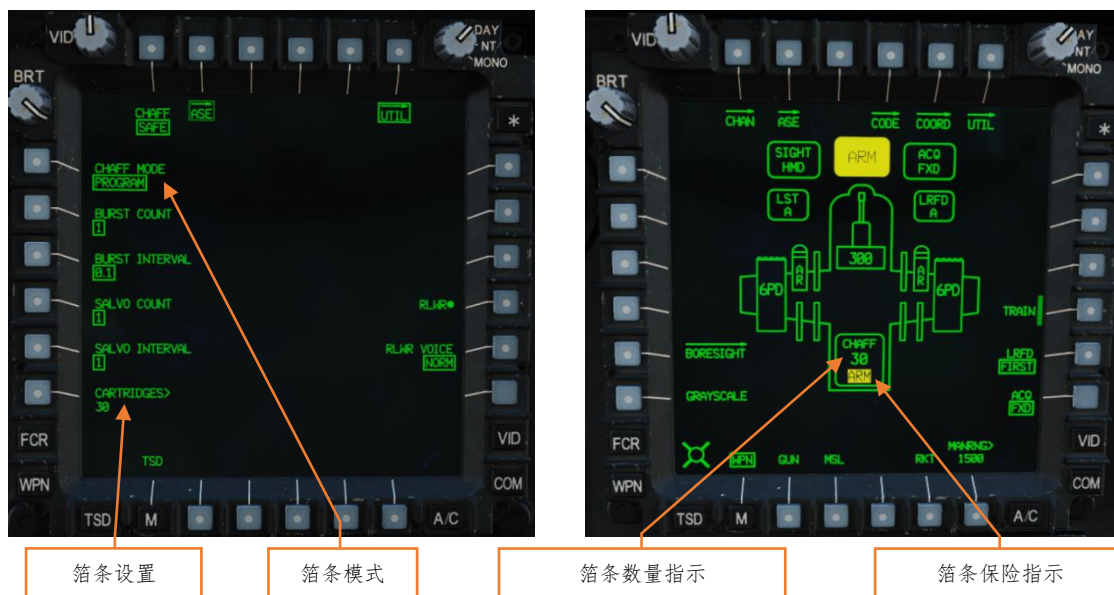 VID
DAY
NT
MONO
BRT
CHAFF
SAFE
ASE
UTIL
*
CHAFF MODE
PROGRAM
BURST COUNT
1
BURST INTERVAL
0.1
SALVO COUNT
1
RLWR
SALVO INTERVAL
1
RLWR VOICE
NORM
CARTRIDGES>
30
FCR
VID
TSD
WPN
COM
TSD
M
A/C
VID
DAY
NT
MONO
BRT
CHAN
ASE
CODE
COORD
UTIL
*
SIGHT
HMD
ARM
ACQ
FXD
LST
A
LRFD
A
300
6PD
AR
AR
6PD
TRAIN
CHAFF
30
ARM
BORESIGHT
LRFD
FIRST
GRAYSCALE
ACQ
FXD
FCR
VID
WPN
GUN
MSL
RKT
MANRNG>
1500
WPN
COM
TSD
M
A/C
箔条设置
箔条模式
箔条数量指示
箔条保险指示